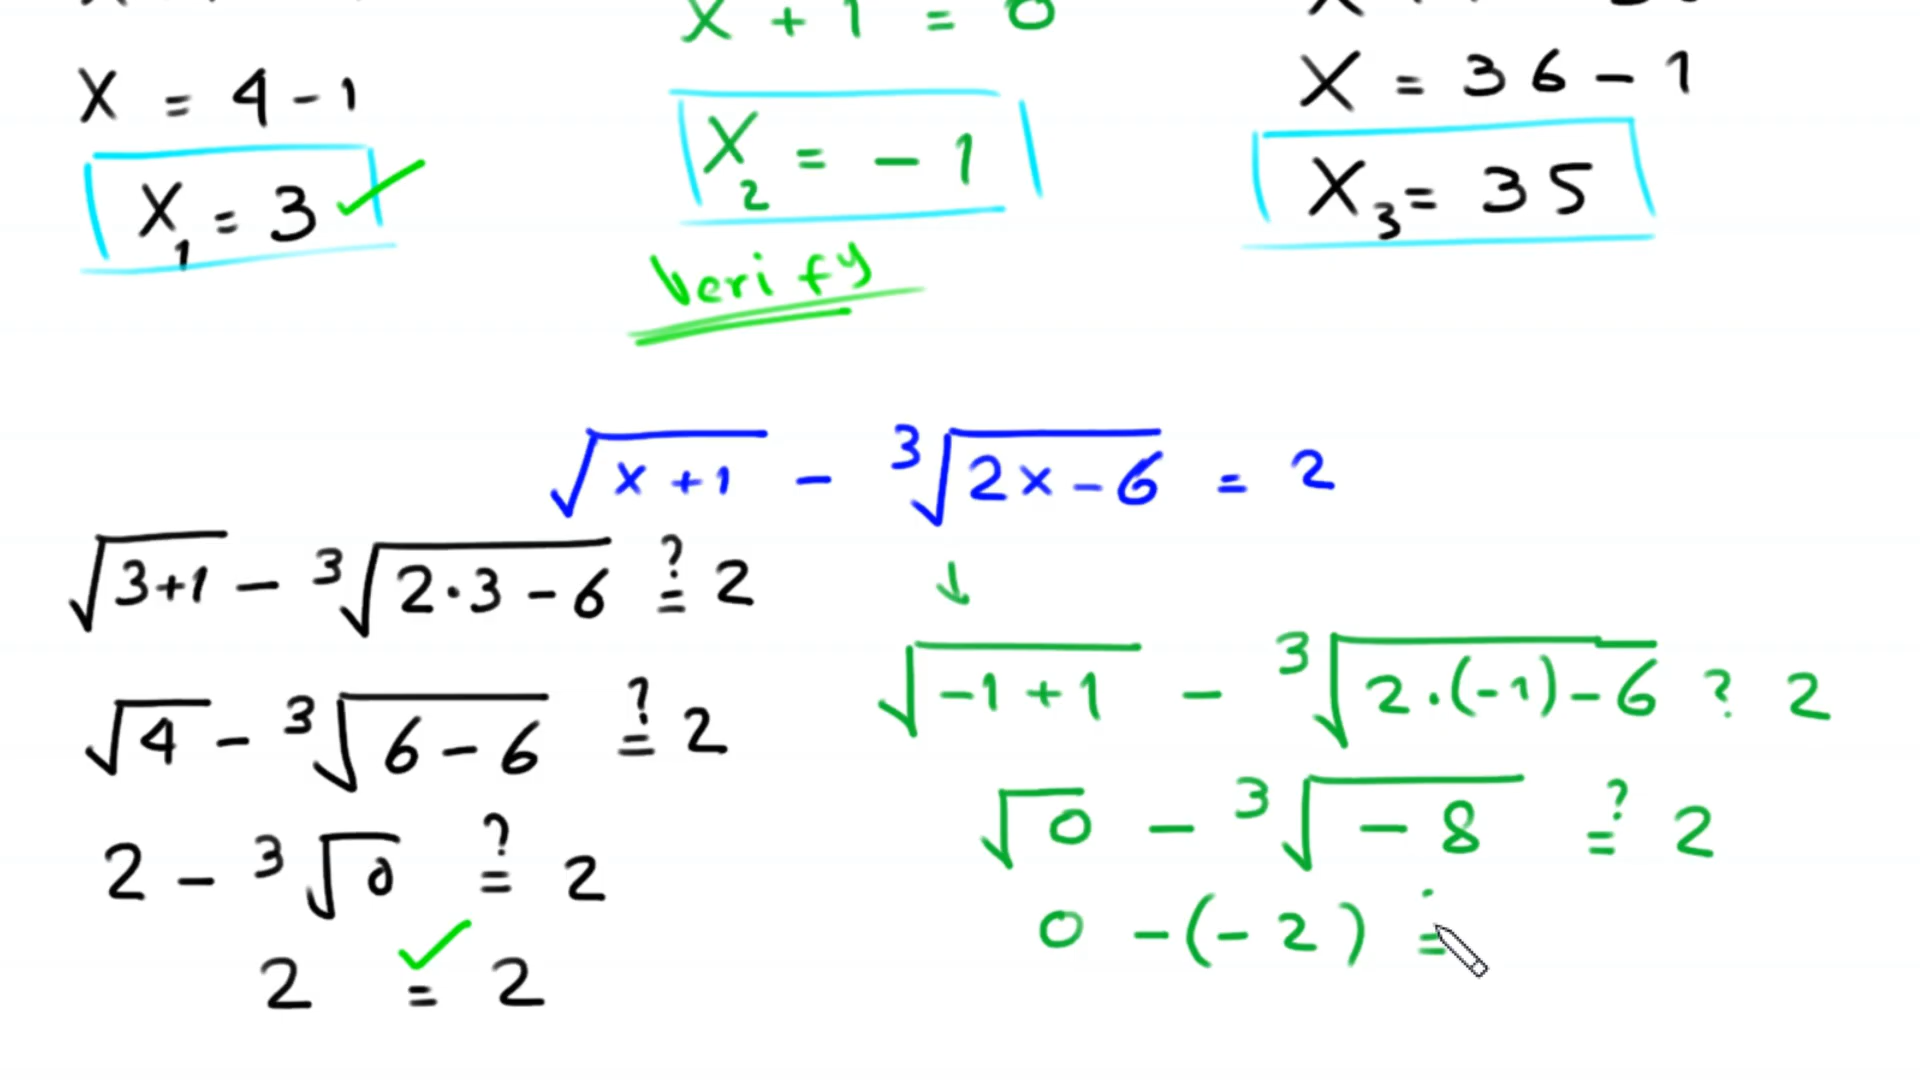 x + 1 = 0
x = 4 - 1
x = 36 - 1
x₁ = 3 ✓
x₂ = -1
x₃ = 35
Verify
√(x+1) - ³√(2x-6) = 2
√(3+1) - ³√(2·3-6) ≟ 2
√(-1+1) - ³√(2·(-1)-6) ? 2
√4 - ³√(6-6) ≟ 2
√0 - ³√(-8) ≟ 2
2 - ³√0 ≟ 2
0 - (-2) =
2 = 2 ✓